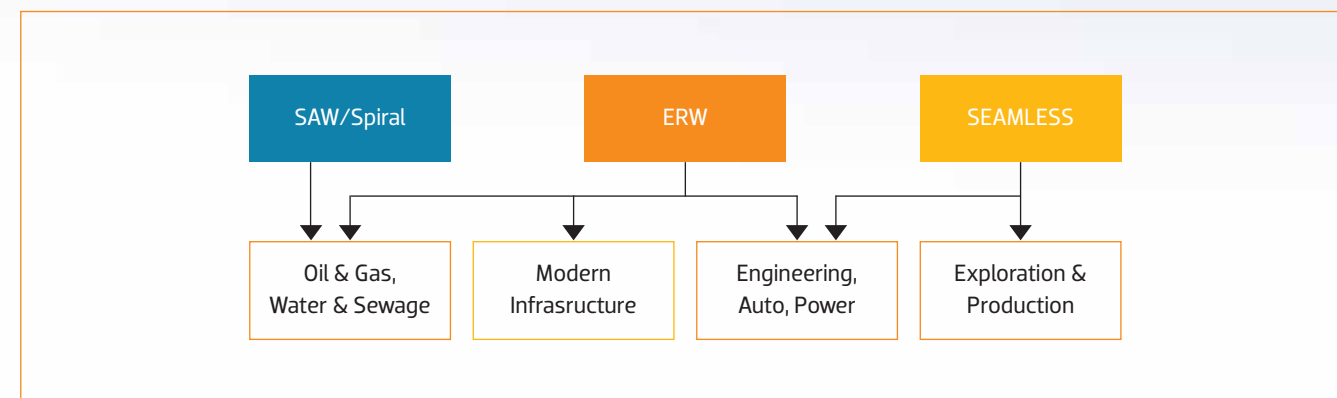 SAW/Spiral
ERW
SEAMLESS
Oil & Gas,
Water & Sewage
Modern
Infrasructure
Engineering,
Auto, Power
Exploration &
Production